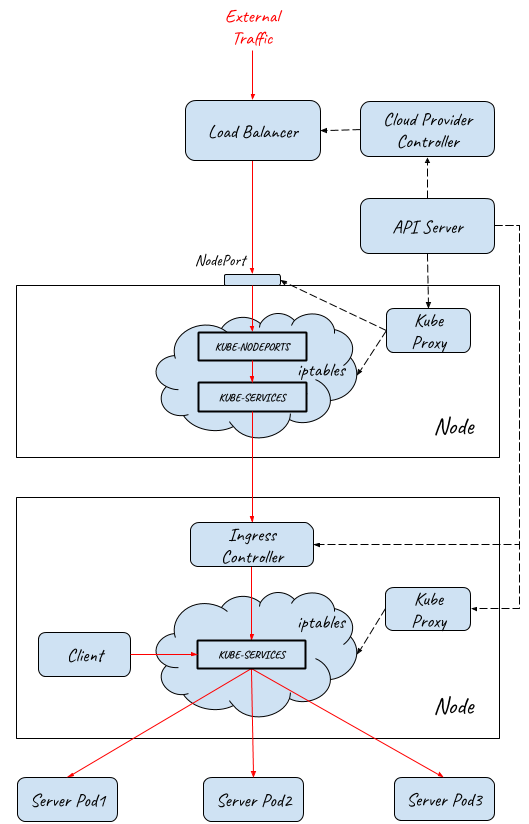 External
Traffic
Load Balancer
Cloud Provider
Controller
API Server
NodePort
Kube
Proxy
KUBE-NODEPORTS
iptables
KUBE-SERVICES
Node
Ingress
Controller
Kube
Proxy
iptables
Client
KUBE-SERVICES
Node
Server Pod1
Server Pod2
Server Pod3